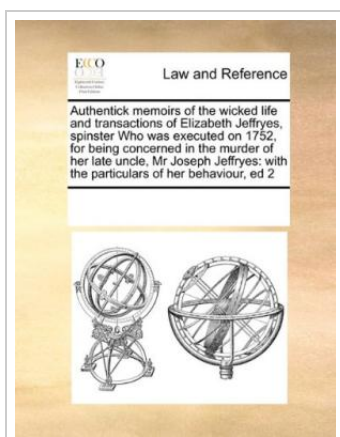 ECCO
Law and Reference
Authentick memoirs of the wicked life
and transactions of Elizabeth Jeffryes,
spinster Who was executed on 1752,
for being concerned in the murder of
her late uncle, Mr Joseph Jeffryes: with
the particulars of her behaviour, ed 2